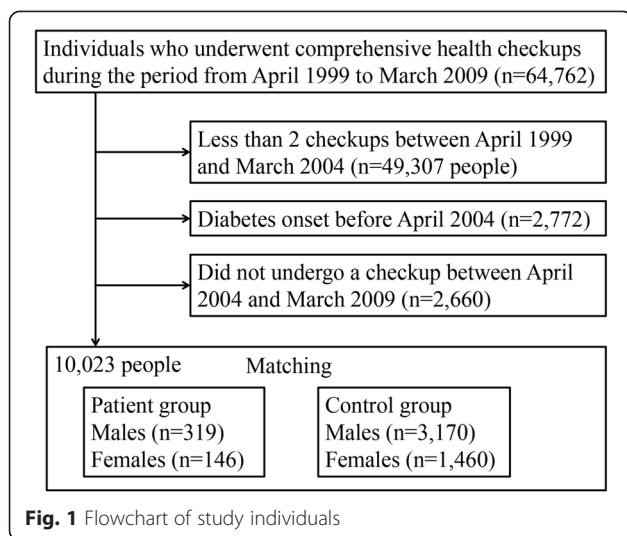 Individuals who underwent comprehensive health checkups
during the period from April 1999 to March 2009 (n=64,762)
Less than 2 checkups between April 1999
and March 2004 (n=49,307 people)
Diabetes onset before April 2004 (n=2,772)
Did not undergo a checkup between April
2004 and March 2009 (n=2,660)
10,023 people Matching
Patient group
Males (n=319)
Females (n=146)
Control group
Males (n=3,170)
Females (n=1,460)
Fig. 1 Flowchart of study individuals